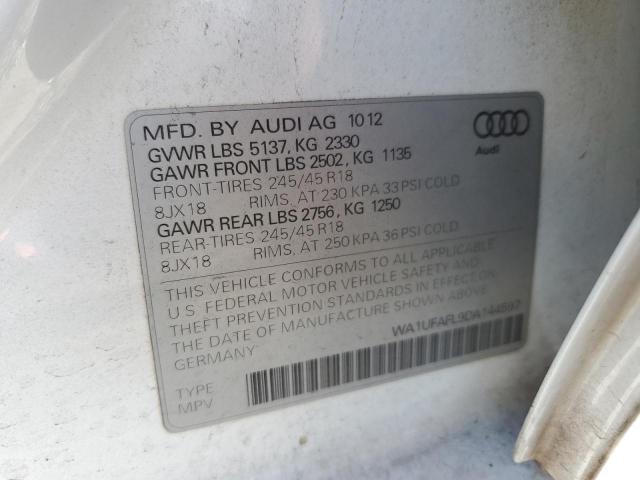 MFD. BY AUDI AG 10 12
GVWR LBS 5137, KG 2330
GAWR FRONT LBS 2502, KG 1135
FRONT-TIRES 245/45 R18
8JX18 RIMS, AT 230 KPA 33 PSI COLD
GAWR REAR LBS 2756, KG 1250
REAR-TIRES 245/45 R18
8JX18 RIMS, AT 250 KPA 36 PSI COLD
Audi
THIS VEHICLE CONFORMS TO ALL APPLICABLE
U S FEDERAL MOTOR VEHICLE SAFETY AND
THEFT PREVENTION STANDARDS IN EFFECT ON
THE DATE OF MANUFACTURE SHOWN ABOVE
GERMANY
WA1UFAFL9DA144597
TYPE
MPV